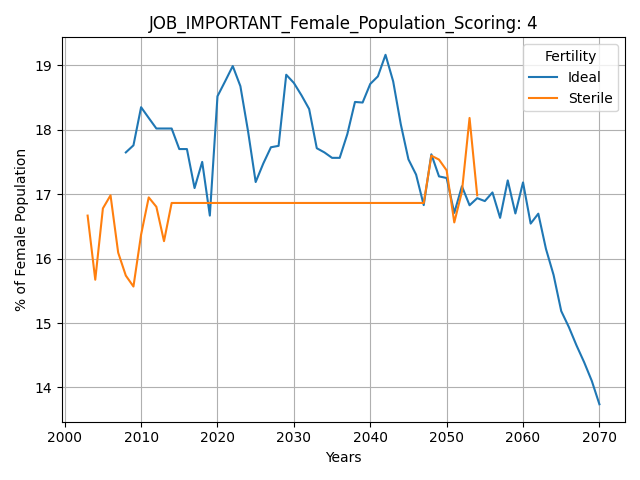 JOB_IMPORTANT_Female_Population_Scoring: 4
Fertility
Ideal
Sterile
% of Female Population
19
18
17
16
15
14
2000 2010 2020 2030 2040 2050 2060 2070
Years